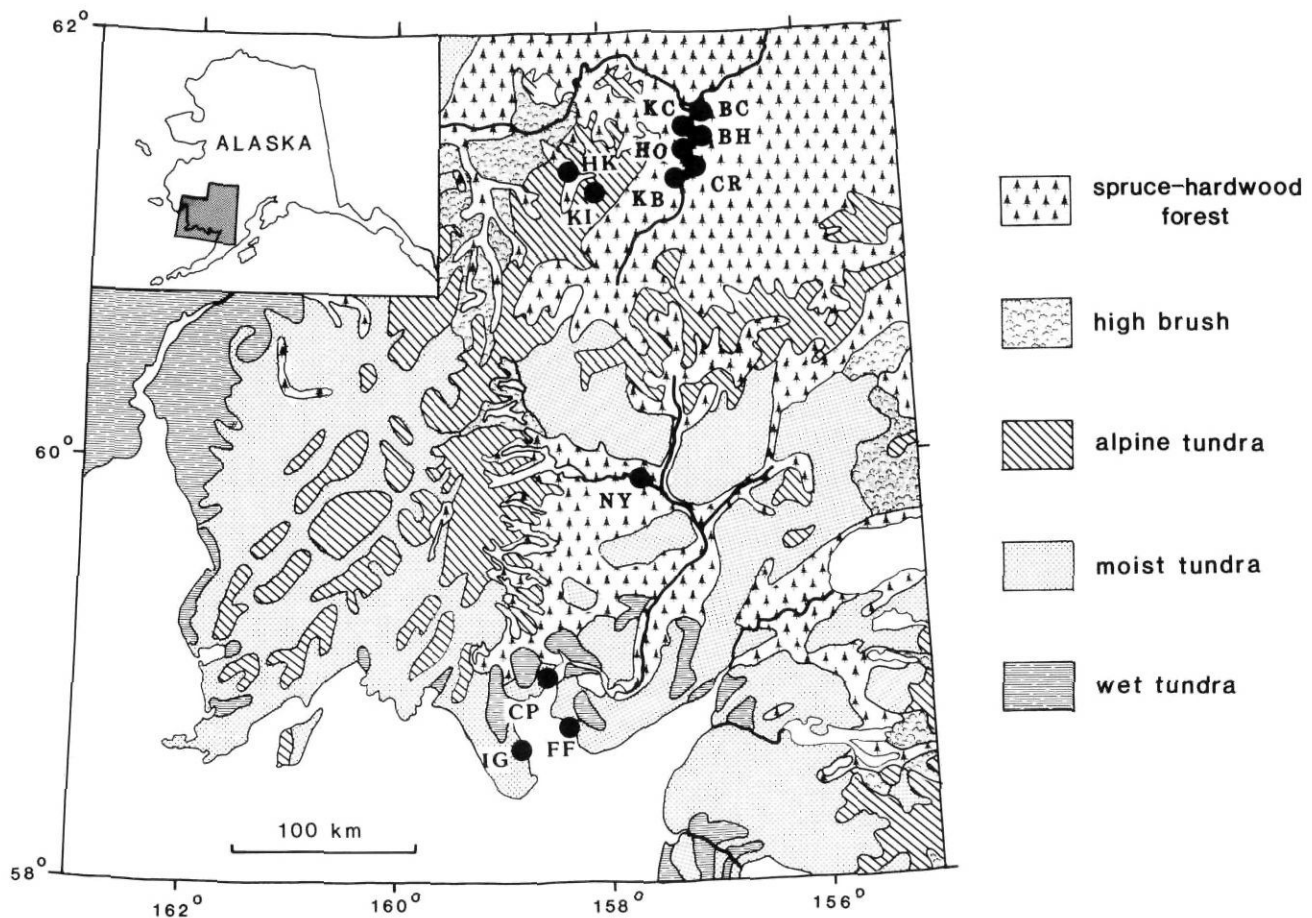 62°
ALASKA
KC
BC
BH
HO
HK
CR
KB
KI
60°
NY
CP
FF
IG
100 km
58°
162°
160°
158°
156°
spruce-hardwood
forest
high brush
alpine tundra
moist tundra
wet tundra